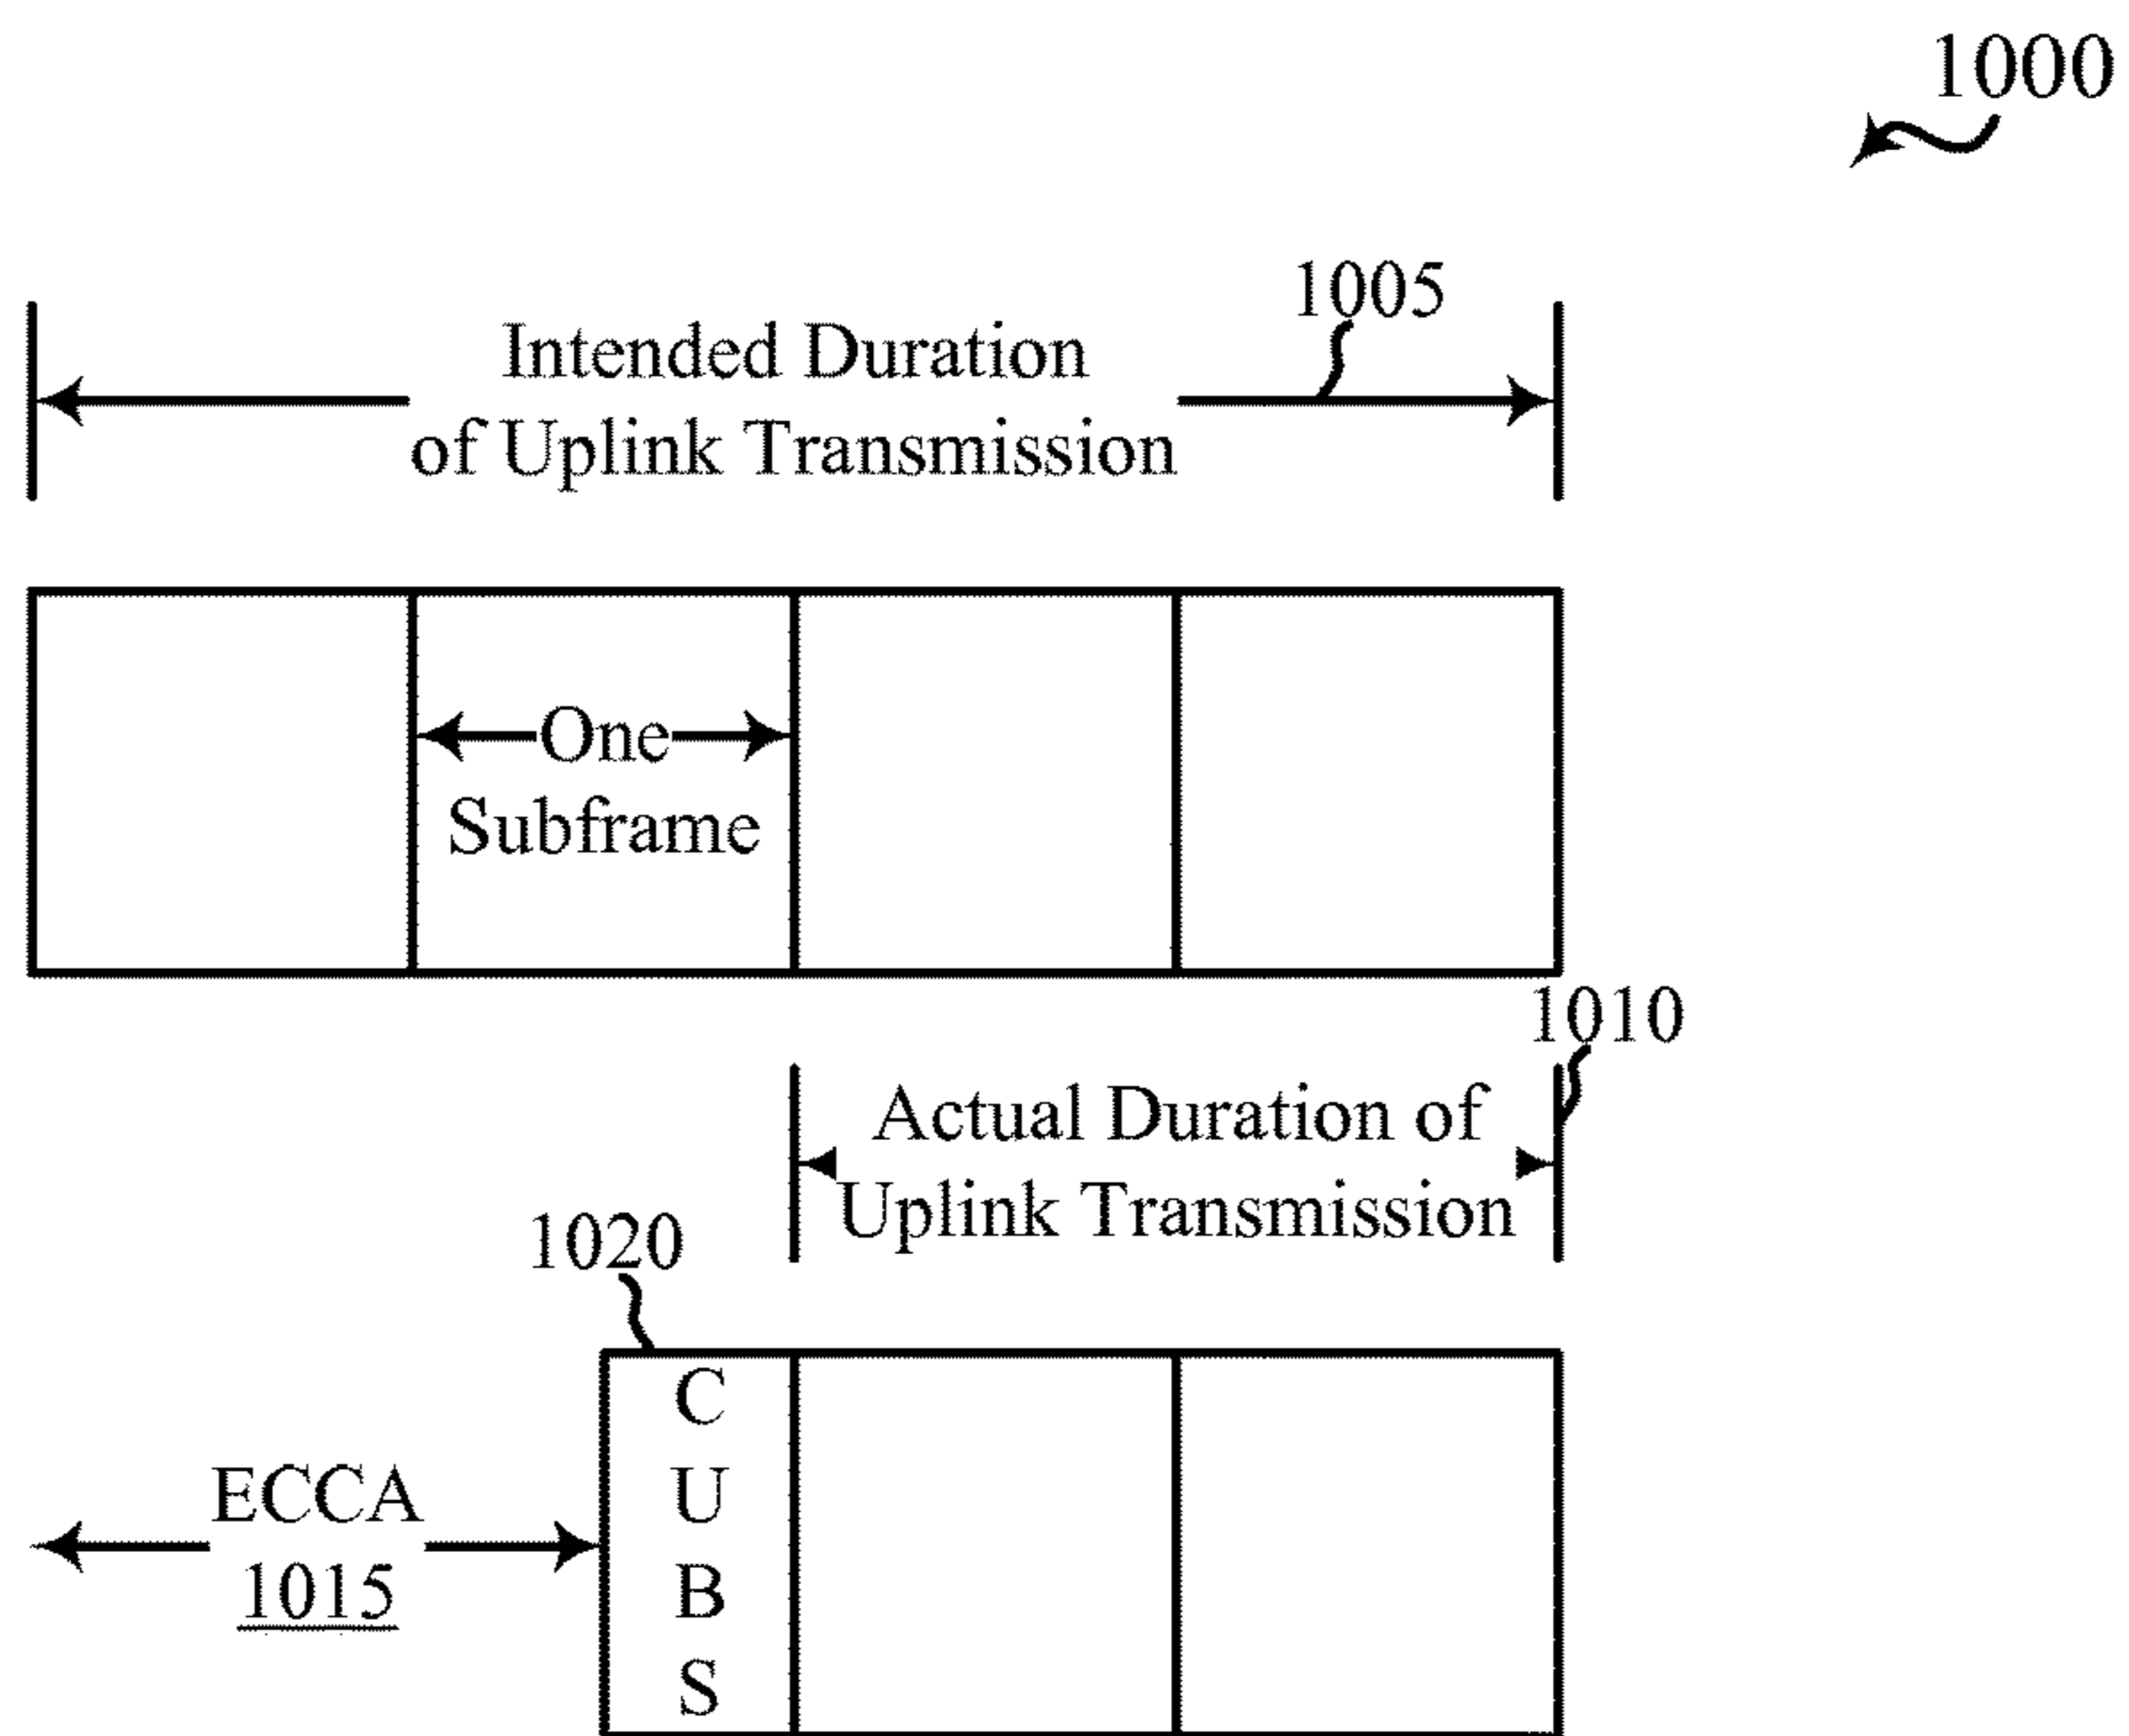 1000
1005
Intended Duration
of Uplink Transmission
One
Subframe
1010
Actual Duration of
Uplink Transmission
1020
C
U
B
S
ECCA
1015